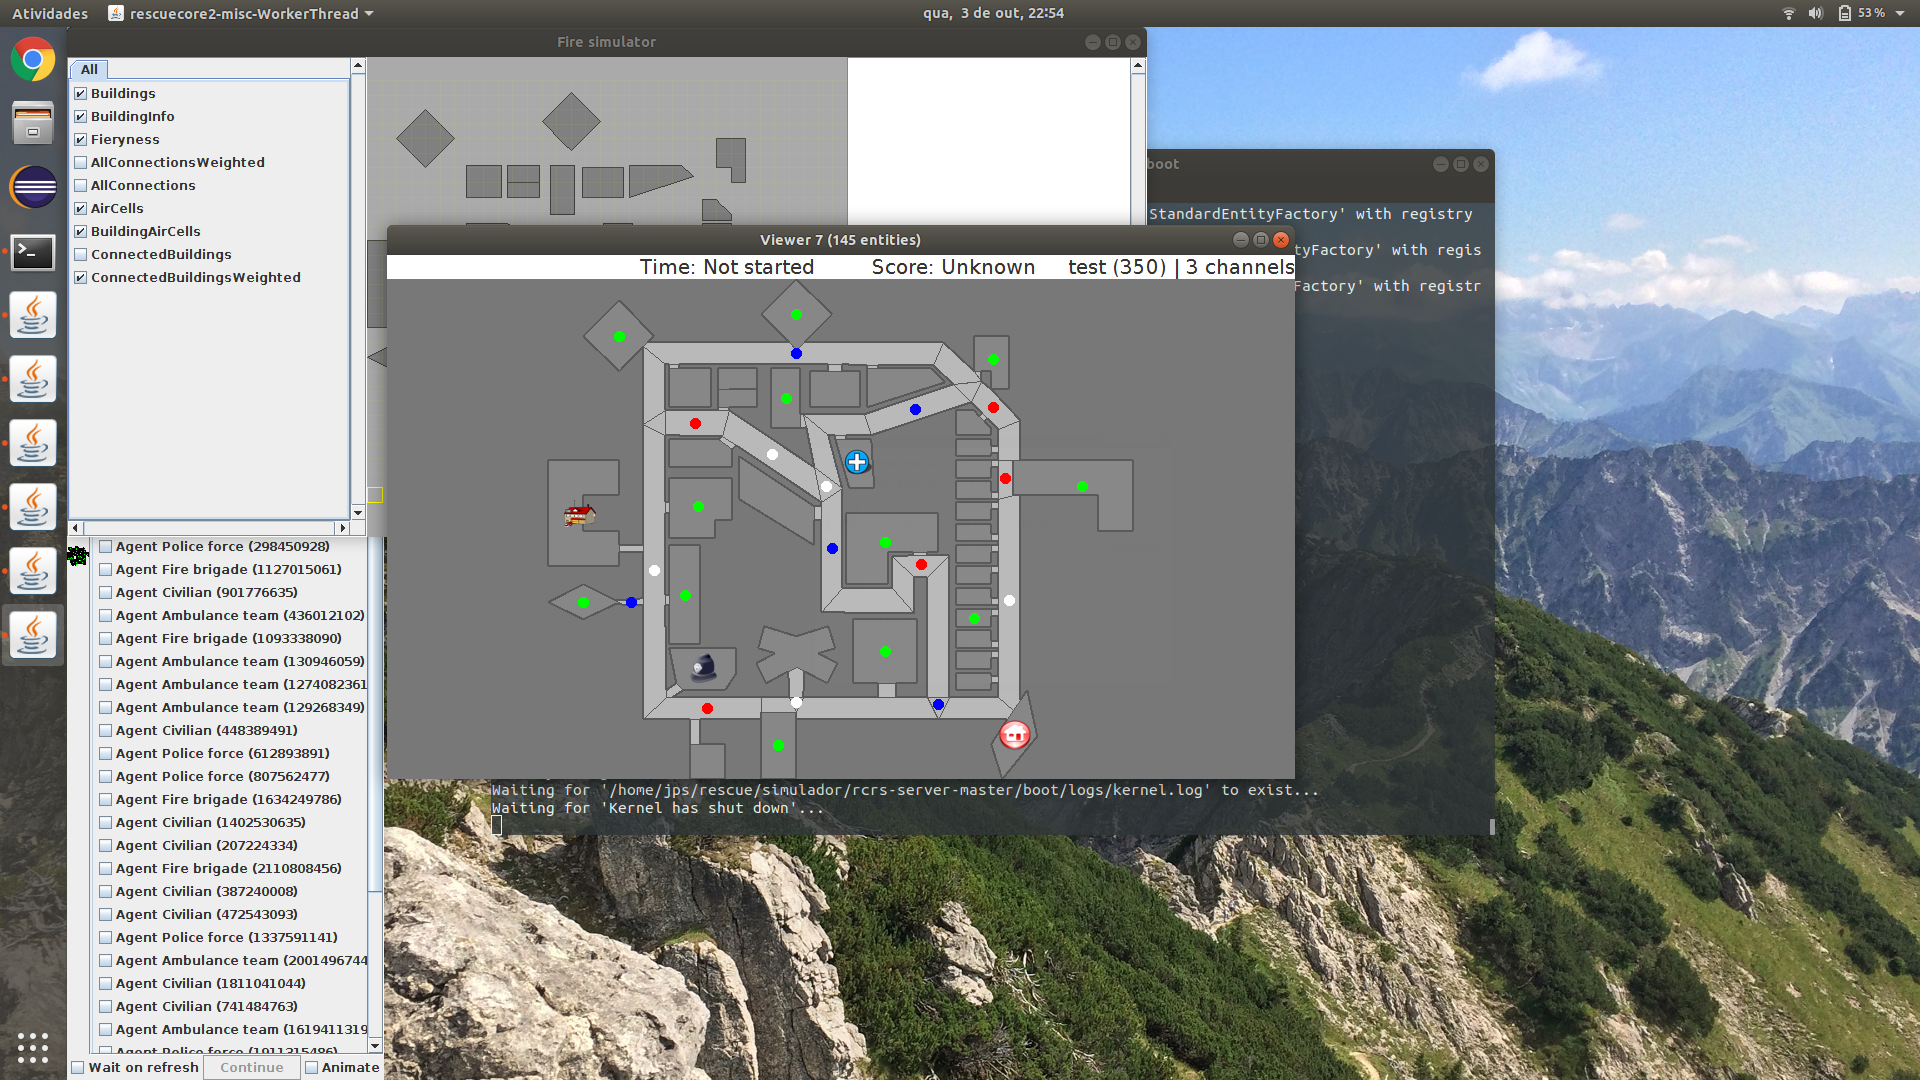 Atividades
rescuecore2-misc-WorkerThread
qua, 3 de out, 22:54
53 %
Fire simulator
All
Buildings
BuildingInfo
Fieryness
AllConnectionsWeighted
AllConnections
AirCells
BuildingAirCells
ConnectedBuildings
ConnectedBuildingsWeighted
boot
StandardEntityFactory' with registry
tyFactory' with regis
Factory' with registr
Viewer 7 (145 entities)
Time: Not started
Score: Unknown
test (350) | 3 channels
Agent Police force (298450928)
Agent Fire brigade (1127015061)
Agent Civilian (901776635)
Agent Ambulance team (436012102)
Agent Fire brigade (1093338090)
Agent Ambulance team (130946059)
Agent Ambulance team (1274082361
Agent Ambulance team (129268349)
Agent Civilian (448389491)
Agent Police force (612893891)
Agent Police force (807562477)
Agent Fire brigade (1634249786)
Agent Civilian (1402530635)
Agent Civilian (207224334)
Agent Fire brigade (2110808456)
Agent Civilian (387240008)
Agent Civilian (472543093)
Agent Police force (1337591141)
Agent Ambulance team (2001496744
Agent Civilian (1811041044)
Agent Civilian (741484763)
Agent Ambulance team (1619411319
Agent Police force (1911315486)
Wait on refresh
Continue
Animate
Waiting for '/home/jps/rescue/simulador/rcrs-server-master/boot/logs/kernel.log' to exist...
Waiting for 'Kernel has shut down'...